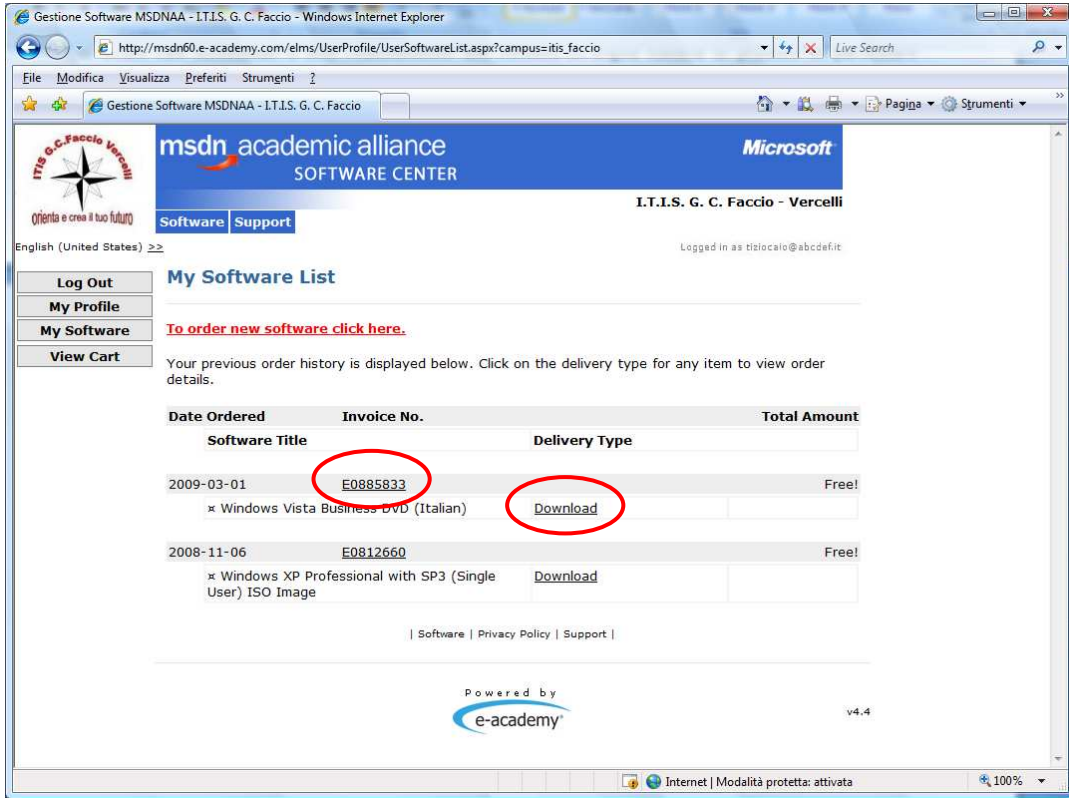 Gestione Software MSDNAA - I.T.I.S. G. C. Faccio - Windows Internet Explorer
http://msdn60.e-academy.com/elms/UserProfile/UserSoftwareList.aspx?campus=itis_faccio
Live Search
File Modifica Visualizza Preferiti Strumenti ?
Gestione Software MSDNAA - I.T.I.S. G. C. Faccio
Pagina Strumenti
ITIS G.C.Faccio Vercelli
orienta e crea il tuo futuro
msdn academic alliance
SOFTWARE CENTER
Microsoft
I.T.I.S. G. C. Faccio - Vercelli
Software Support
English (United States) >>
Logged in as tiziocaio@abcdef.it
Log Out
My Profile
My Software
View Cart
My Software List
To order new software click here.
Your previous order history is displayed below. Click on the delivery type for any item to view order
details.
Date Ordered Invoice No. Total Amount
Software Title Delivery Type
2009-03-01 E0885833 Free!
¤ Windows Vista Business DVD (Italian) Download
2008-11-06 E0812660 Free!
¤ Windows XP Professional with SP3 (Single Download
User) ISO Image
| Software | Privacy Policy | Support |
Powered by
e-academy
v4.4
Internet | Modalità protetta: attivata
100%